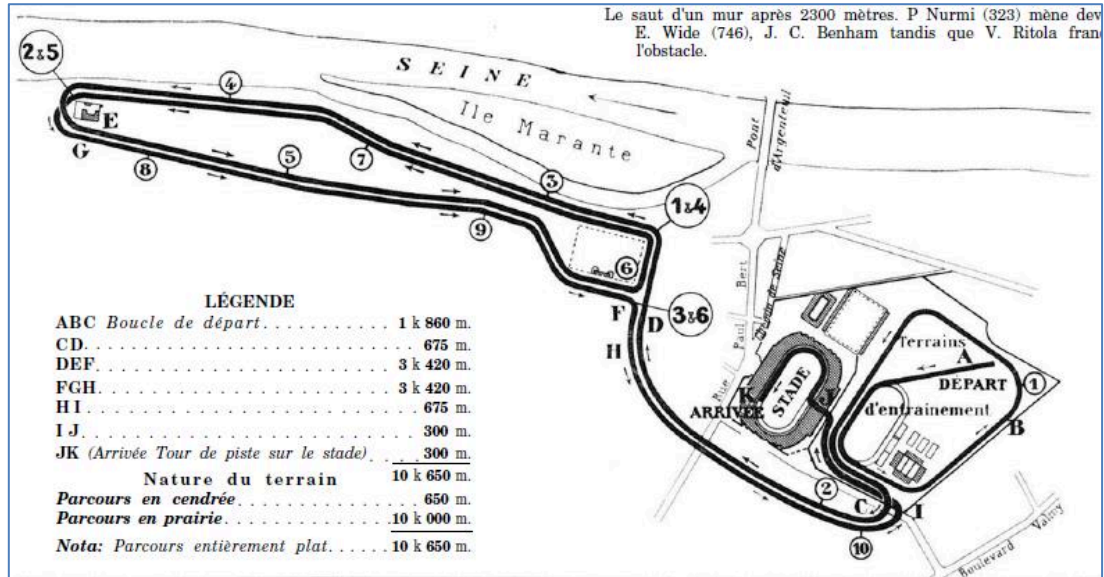 Le saut d'un mur après 2300 mètres. P Nurmi (323) mène dev
E. Wide (746), J. C. Benham tandis que V. Ritola fran
l'obstacle.
SEINE
Ile Marante
Pont
d'Argenteuil
2&5
4
E
G
8
5
7
3
1&4
9
6
F
D
3&6
H
Rue
Paul
Bert
de Seine
Terrains
d'entrainement
A
DÉPART
1
B
K
ARRIVÉE
STADE
J
2
C
I
10
Boulevard
Valmy
LÉGENDE
ABC Boucle de départ . . . . . . . . . . . 1 k 860 m.
CD. . . . . . . . . . . . . . . . . . . . . . . . . 675 m.
DEF . . . . . . . . . . . . . . . . . . . . . . . 3 k 420 m.
FGH . . . . . . . . . . . . . . . . . . . . . . . 3 k 420 m.
HI . . . . . . . . . . . . . . . . . . . . . . . . . 675 m.
IJ . . . . . . . . . . . . . . . . . . . . . . . . . 300 m.
JK (Arrivée Tour de piste sur le stade) . . 300 m.
Nature du terrain 10 k 650 m.
Parcours en cendrée . . . . . . . . . . . . . 650 m.
Parcours en prairie . . . . . . . . . . . . . 10 k 000 m.
Nota: Parcours entièrement plat . . . . . . 10 k 650 m.